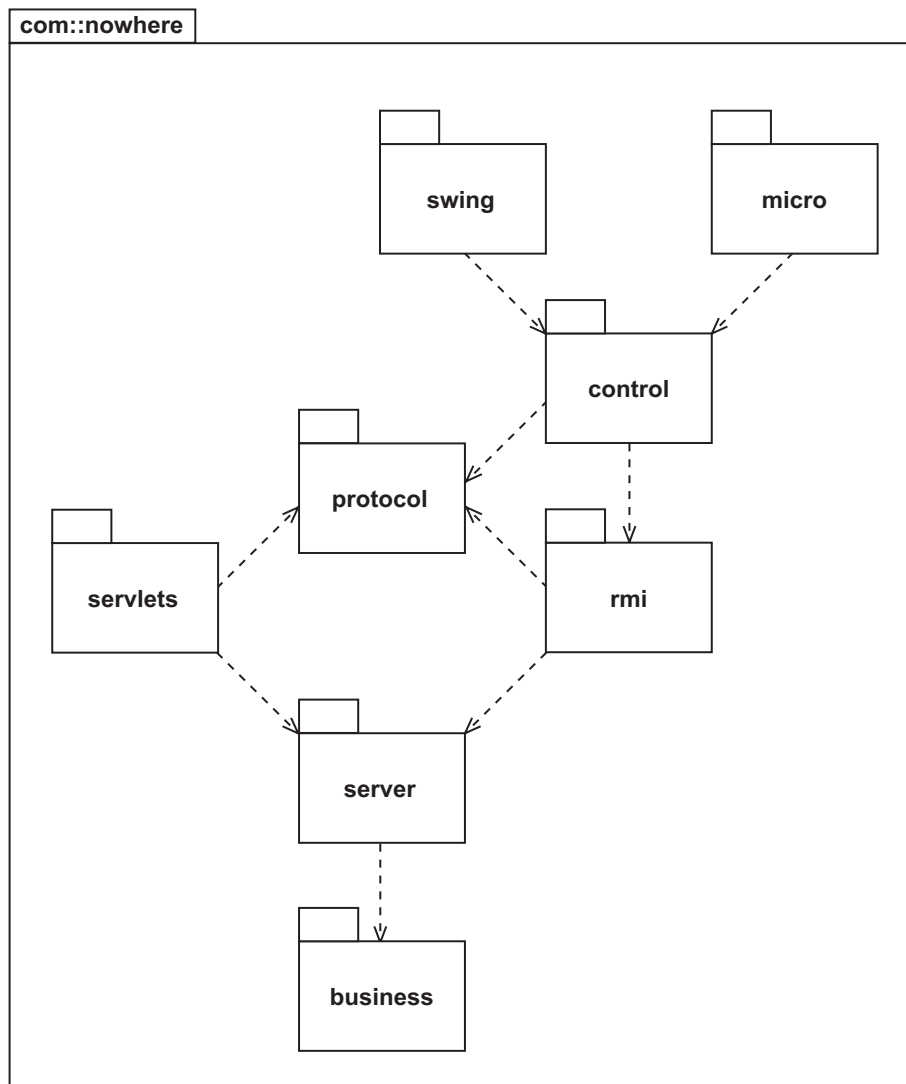 com::nowhere
swing
micro
control
protocol
servlets
rmi
server
business